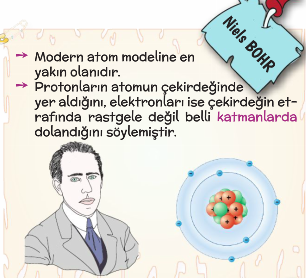 Niels BOHR
→ Modern atom modeline en
yakın olanıdır.
→ Protonların atomun çekirdeğinde
yer aldığını, elektronları ise çekirdeğin et-
rafında rastgele değil belli katmanlarda
dolandığını söylemiştir.